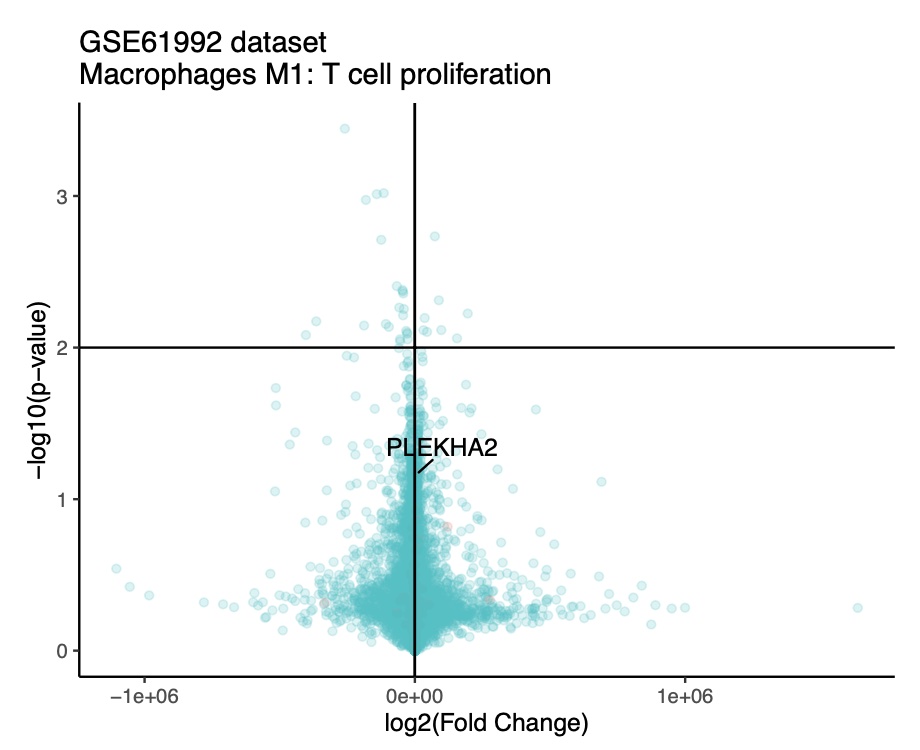 GSE61992 dataset
Macrophages M1: T cell proliferation
3
2
1
0
−log10(p−value)
PLEKHA2
−1e+06
0e+00
1e+06
log2(Fold Change)